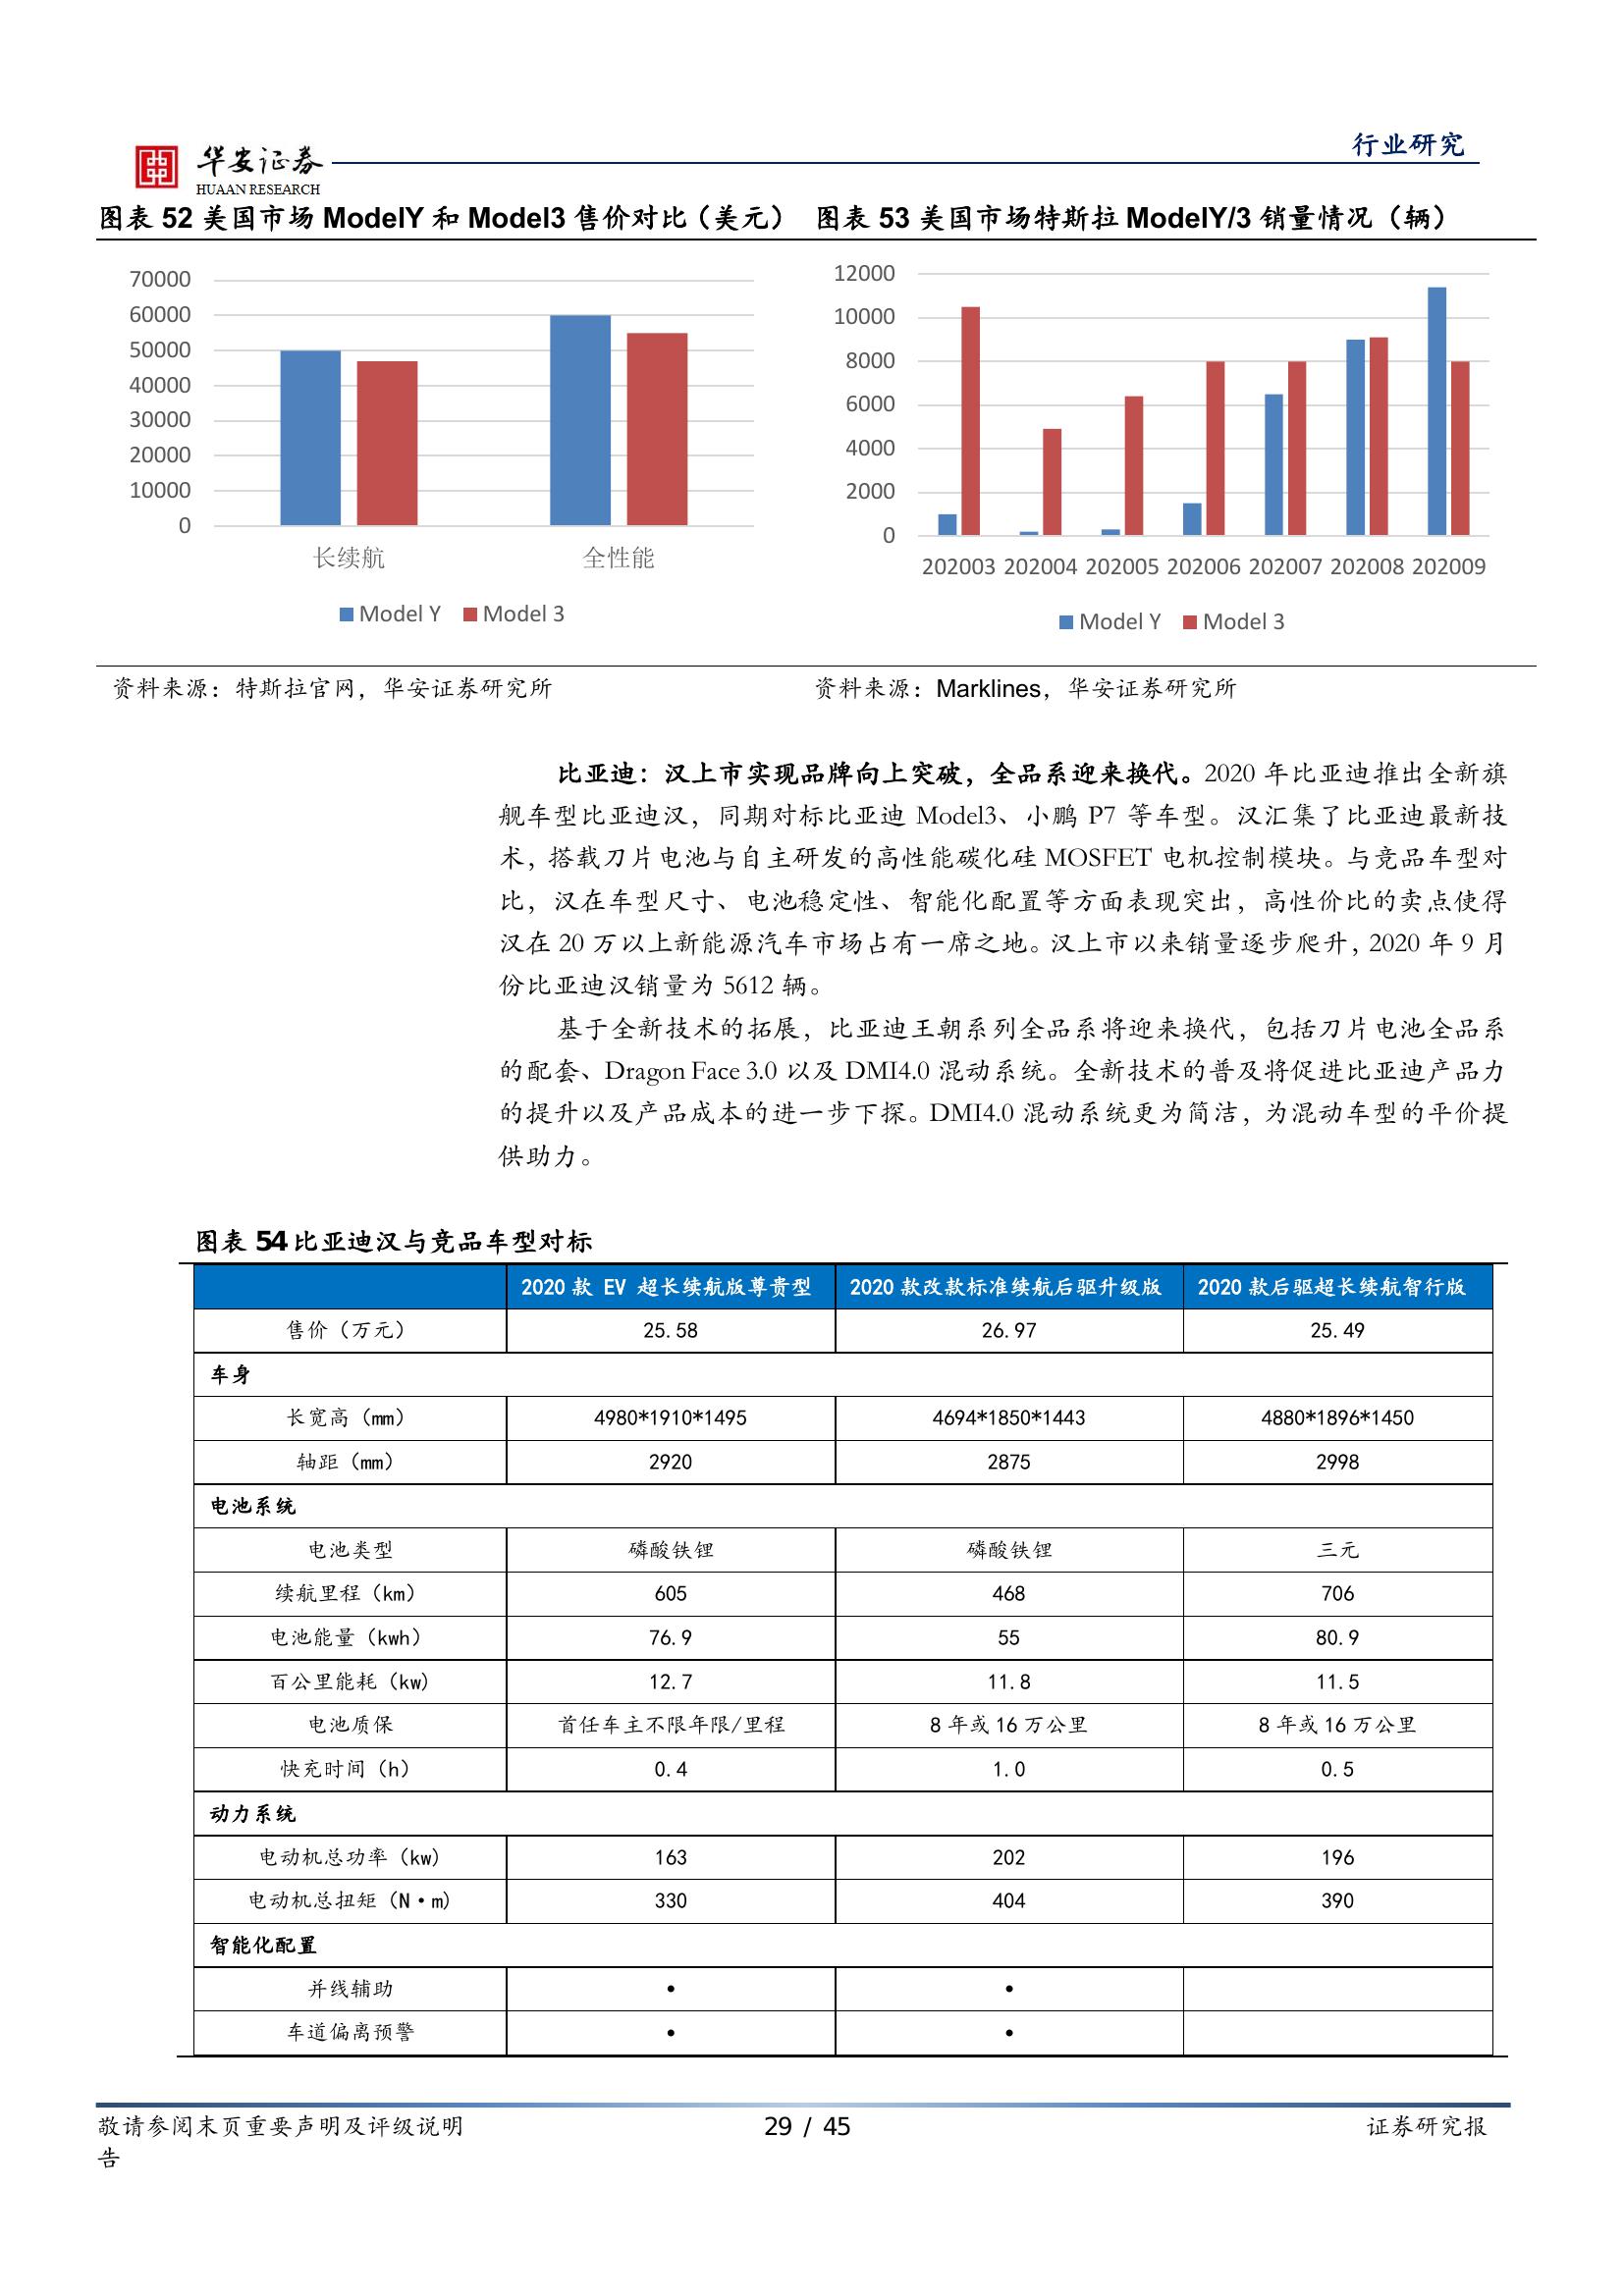 华安证券
HUAAN RESEARCH
行业研究
图表 52 美国市场 ModelY 和 Model3 售价对比（美元）
70000
60000
50000
40000
30000
20000
10000
0
长续航 全性能
Model Y Model 3
图表 53 美国市场特斯拉 ModelY/3 销量情况（辆）
12000
10000
8000
6000
4000
2000
0
202003 202004 202005 202006 202007 202008 202009
Model Y Model 3
资料来源：特斯拉官网，华安证券研究所
资料来源：Marklines，华安证券研究所
比亚迪：汉上市实现品牌向上突破，全品系迎来换代。2020 年比亚迪推出全新旗
舰车型比亚迪汉，同期对标比亚迪 Model3、小鹏 P7 等车型。汉汇集了比亚迪最新技
术，搭载刀片电池与自主研发的高性能碳化硅 MOSFET 电机控制模块。与竞品车型对
比，汉在车型尺寸、电池稳定性、智能化配置等方面表现突出，高性价比的卖点使得
汉在 20 万以上新能源汽车市场占有一席之地。汉上市以来销量逐步爬升，2020 年 9 月
份比亚迪汉销量为 5612 辆。
基于全新技术的拓展，比亚迪王朝系列全品系将迎来换代，包括刀片电池全品系
的配套、Dragon Face 3.0 以及 DMI4.0 混动系统。全新技术的普及将促进比亚迪产品力
的提升以及产品成本的进一步下探。DMI4.0 混动系统更为简洁，为混动车型的平价提
供助力。
图表 54 比亚迪汉与竞品车型对标
2020 款 EV 超长续航版尊贵型 2020 款改款标准续航后驱升级版 2020 款后驱超长续航智行版
售价（万元） 25.58 26.97 25.49
车身
长宽高（mm） 4980*1910*1495 4694*1850*1443 4880*1896*1450
轴距（mm） 2920 2875 2998
电池系统
电池类型 磷酸铁锂 磷酸铁锂 三元
续航里程（km） 605 468 706
电池能量（kwh） 76.9 55 80.9
百公里能耗（kw） 12.7 11.8 11.5
电池质保 首任车主不限年限/里程 8 年或 16 万公里 8 年或 16 万公里
快充时间（h） 0.4 1.0 0.5
动力系统
电动机总功率（kw） 163 202 196
电动机总扭矩（N·m） 330 404 390
智能化配置
并线辅助 • •
车道偏离预警 • •
敬请参阅末页重要声明及评级说明 29 / 45 证券研究报
告